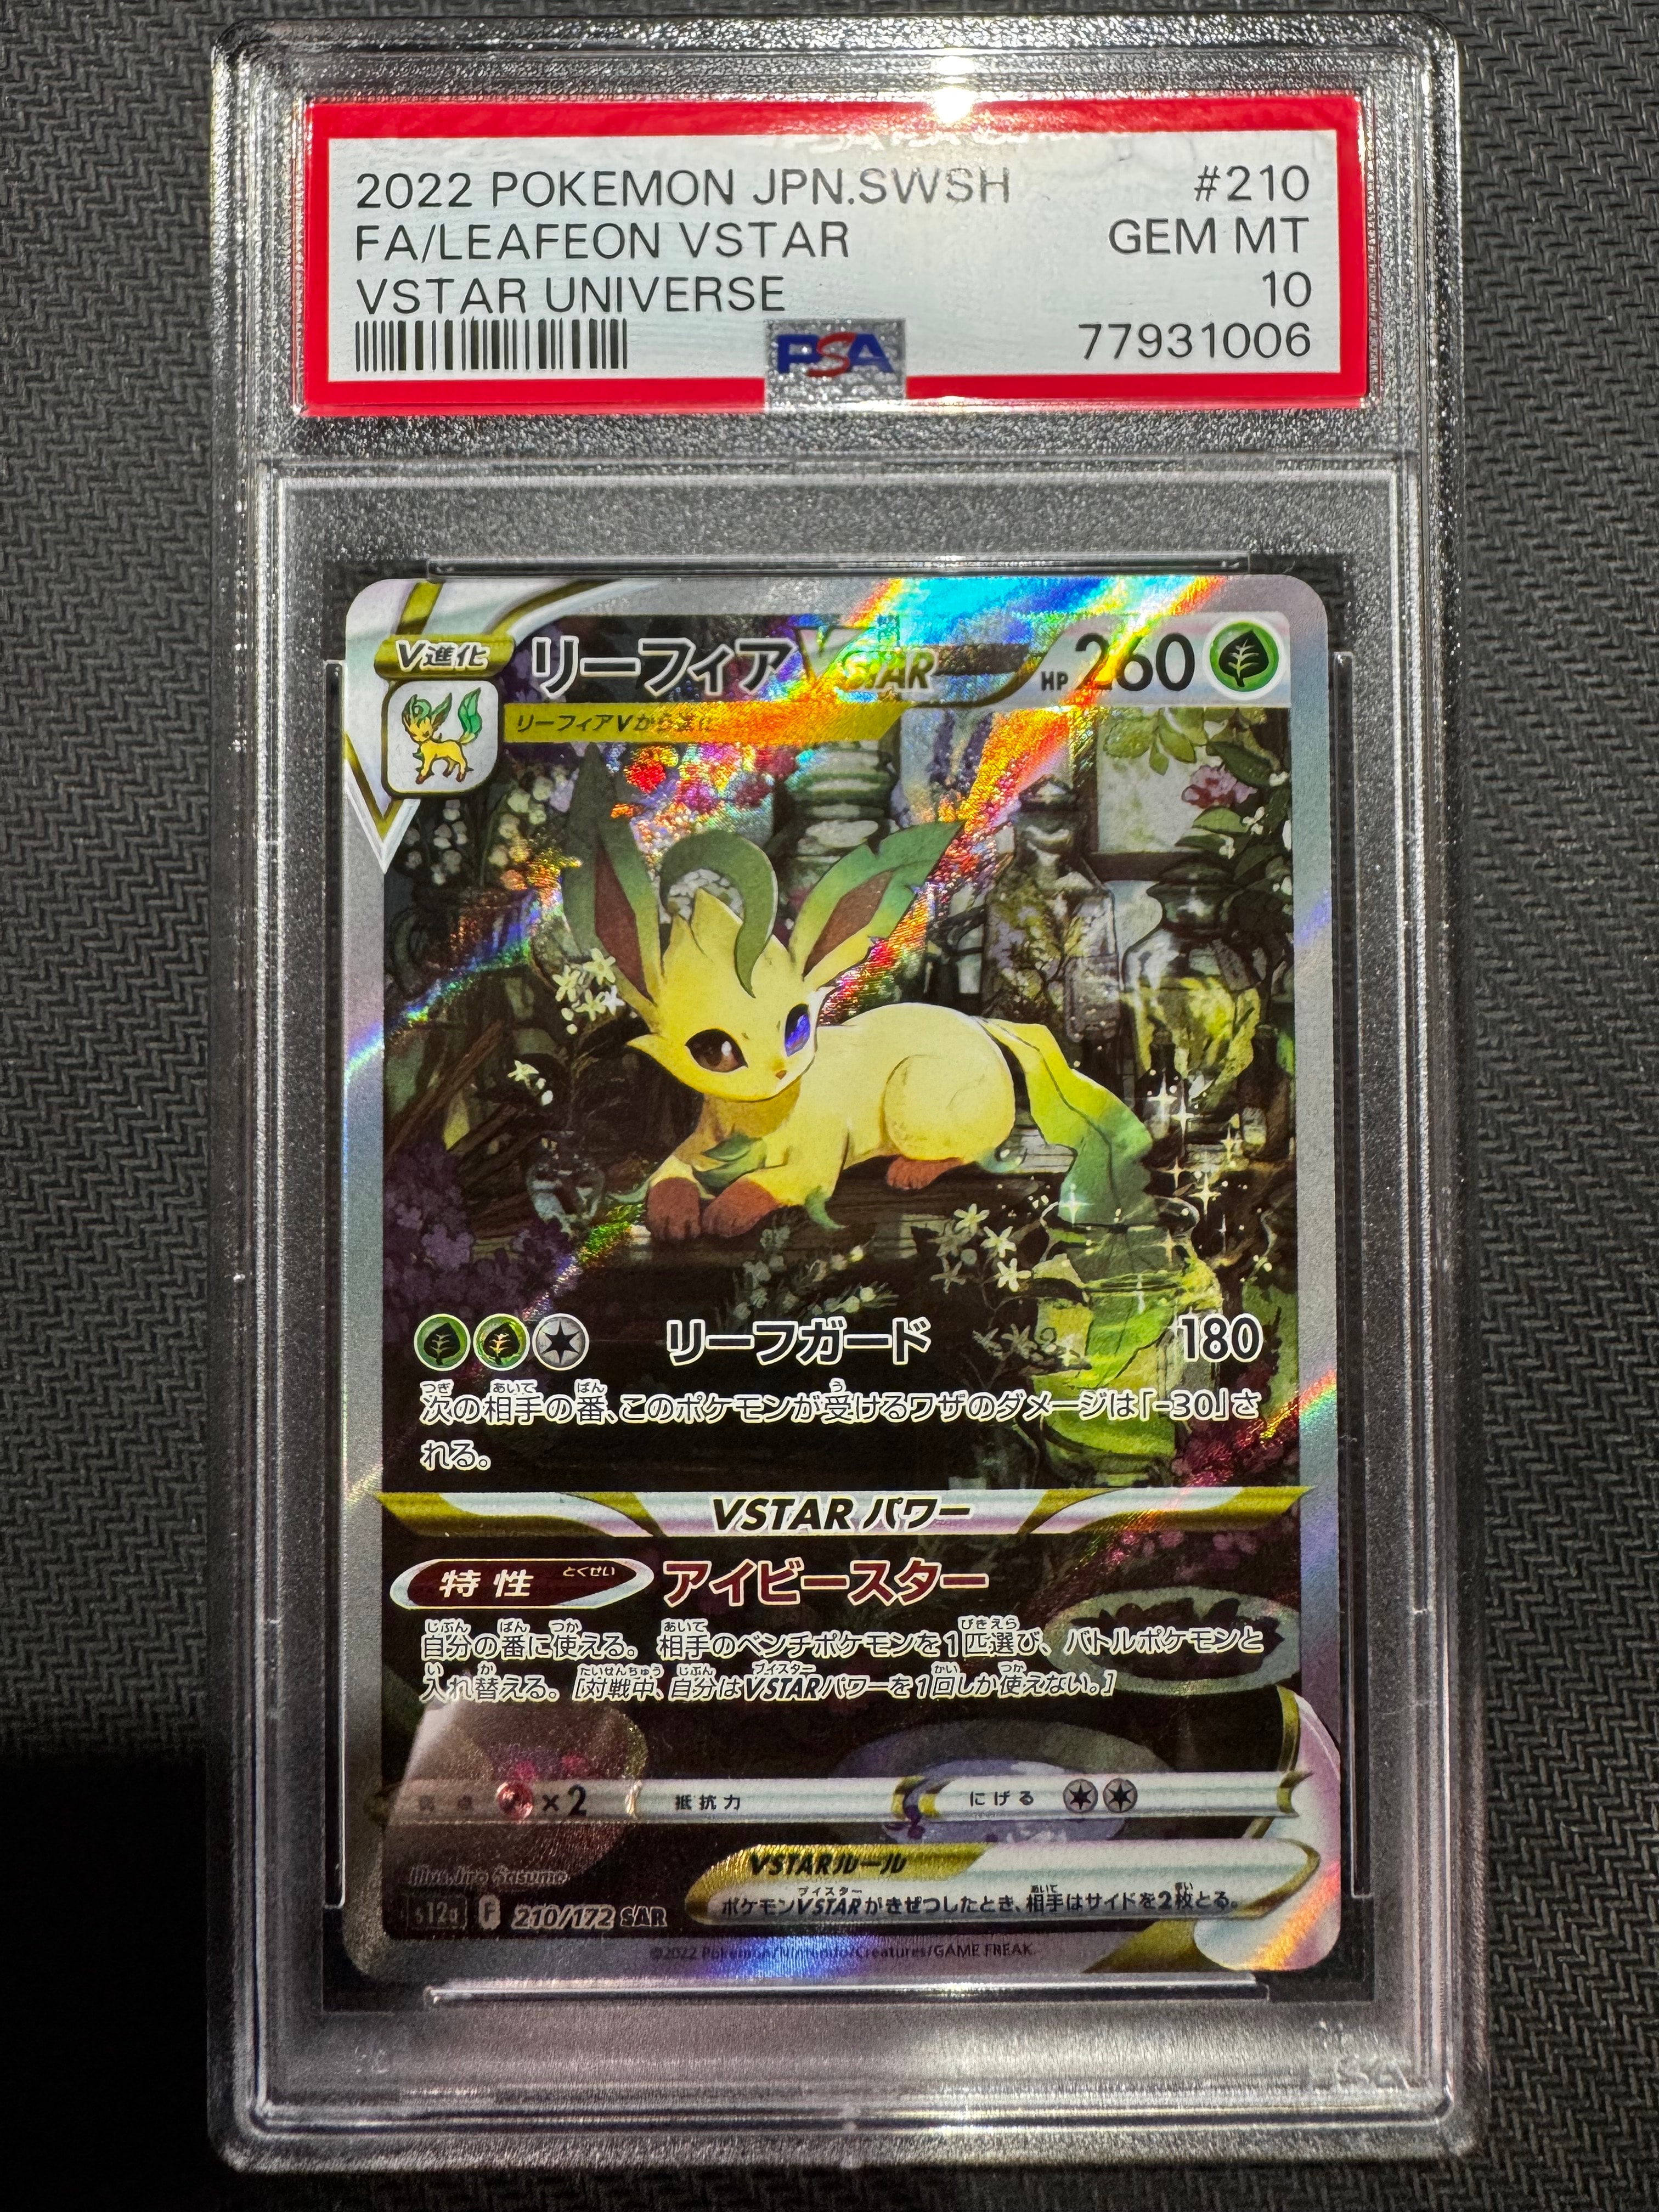 2022 POKEMON JPN.SWSH #210
FA/LEAFEON VSTAR GEM MT
VSTAR UNIVERSE 10
PSA 77931006
V進化 リーフィアVSTAR HP 260
リーフィアVから進化
リーフガード 180
次の相手の番、このポケモンが受けるワザのダメージは「-30」さ
れる。
VSTARパワー
特性 とくせい アイビースター
自分の番に使える。相手のベンチポケモンを1匹選び、バトルポケモンと
入れ替える。[対戦中、自分はVSTARパワーを1回しか使えない。]
弱点 ×2 抵抗力 にげる
Illus. Jiro Sasumo
VSTARルール
ポケモンVSTARがきぜつしたとき、相手はサイドを2枚とる。
s12a F 210/172 SAR
©2022 Pokémon/Nintendo/Creatures/GAME FREAK.